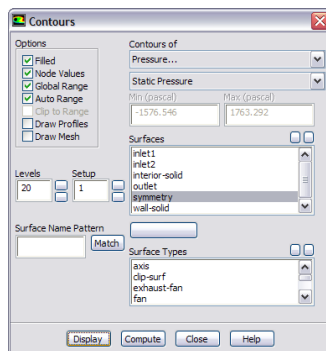 Contours
Options
Filled
Node Values
Global Range
Auto Range
Clip to Range
Draw Profiles
Draw Mesh
Levels
Setup
20
1
Surface Name Pattern
Match
Contours of
Pressure...
Static Pressure
Min (pascal)
Max (pascal)
-1576.546
1763.292
Surfaces
inlet1
inlet2
interior-solid
outlet
symmetry
wall-solid
Surface Types
axis
clip-surf
exhaust-fan
fan
Display
Compute
Close
Help